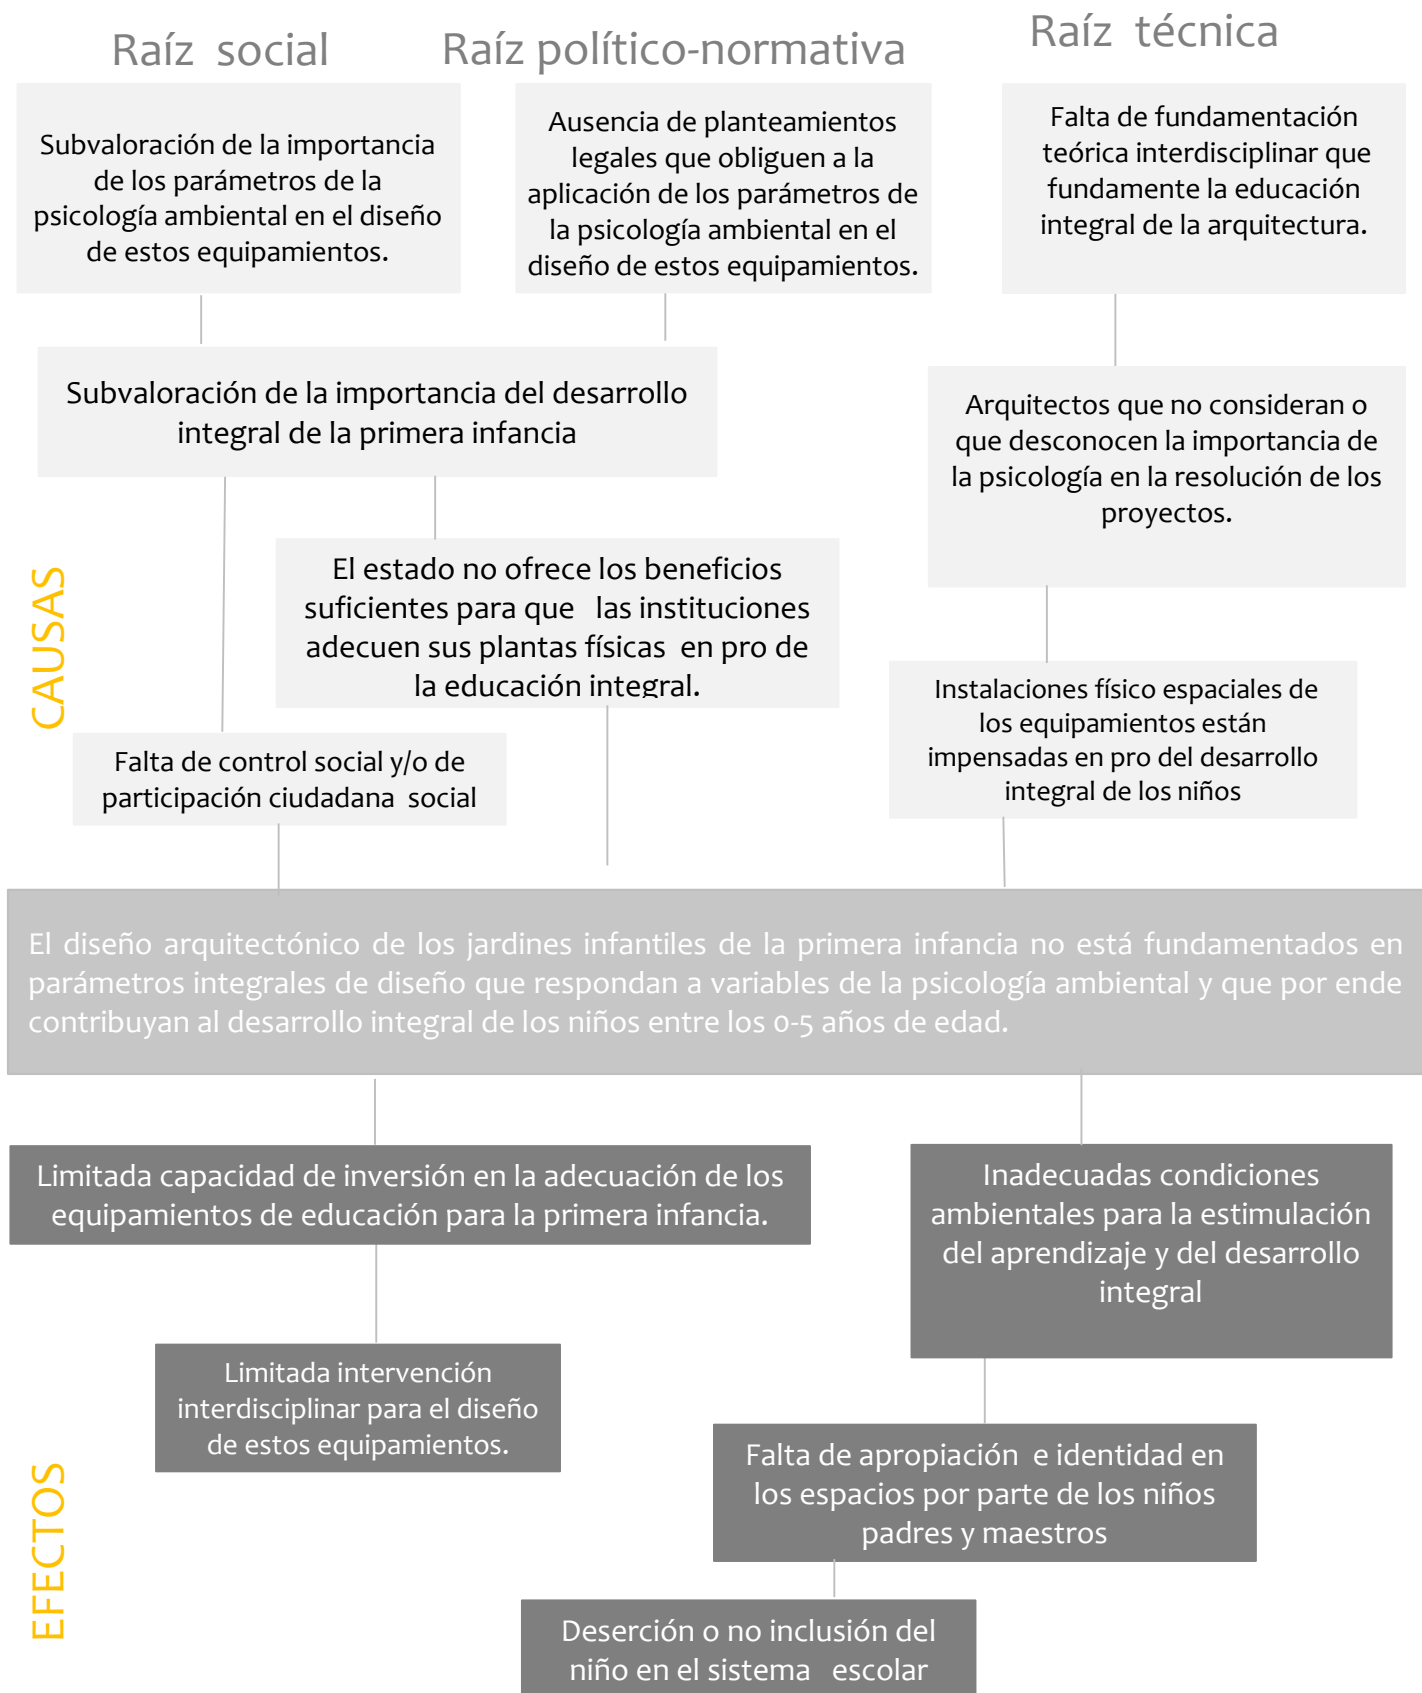 Raíz social
Raíz político-normativa
Raíz técnica
Subvaloración de la importancia
de los parámetros de la
psicología ambiental en el diseño
de estos equipamientos.
Ausencia de planteamientos
legales que obliguen a la
aplicación de los parámetros de
la psicología ambiental en el
diseño de estos equipamientos.
Falta de fundamentación
teórica interdisciplinar que
fundamente la educación
integral de la arquitectura.
Subvaloración de la importancia del desarrollo
integral de la primera infancia
Arquitectos que no consideran o
que desconocen la importancia de
la psicología en la resolución de los
proyectos.
CAUSAS
El estado no ofrece los beneficios
suficientes para que las instituciones
adecuen sus plantas físicas en pro de
la educación integral.
Instalaciones físico espaciales de
los equipamientos están
impensadas en pro del desarrollo
integral de los niños
Falta de control social y/o de
participación ciudadana social
El diseño arquitectónico de los jardines infantiles de la primera infancia no está fundamentados en
parámetros integrales de diseño que respondan a variables de la psicología ambiental y que por ende
contribuyan al desarrollo integral de los niños entre los 0-5 años de edad.
Limitada capacidad de inversión en la adecuación de los
equipamientos de educación para la primera infancia.
Inadecuadas condiciones
ambientales para la estimulación
del aprendizaje y del desarrollo
integral
Limitada intervención
interdisciplinar para el diseño
de estos equipamientos.
Falta de apropiación e identidad en
los espacios por parte de los niños
padres y maestros
EFECTOS
Deserción o no inclusión del
niño en el sistema escolar